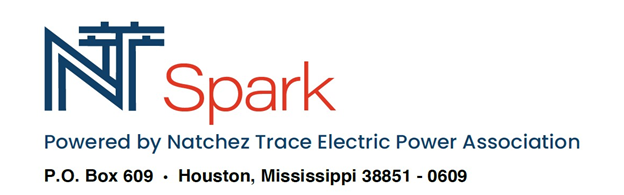 NT Spark
Powered by Natchez Trace Electric Power Association
P.O. Box 609 • Houston, Mississippi 38851 - 0609